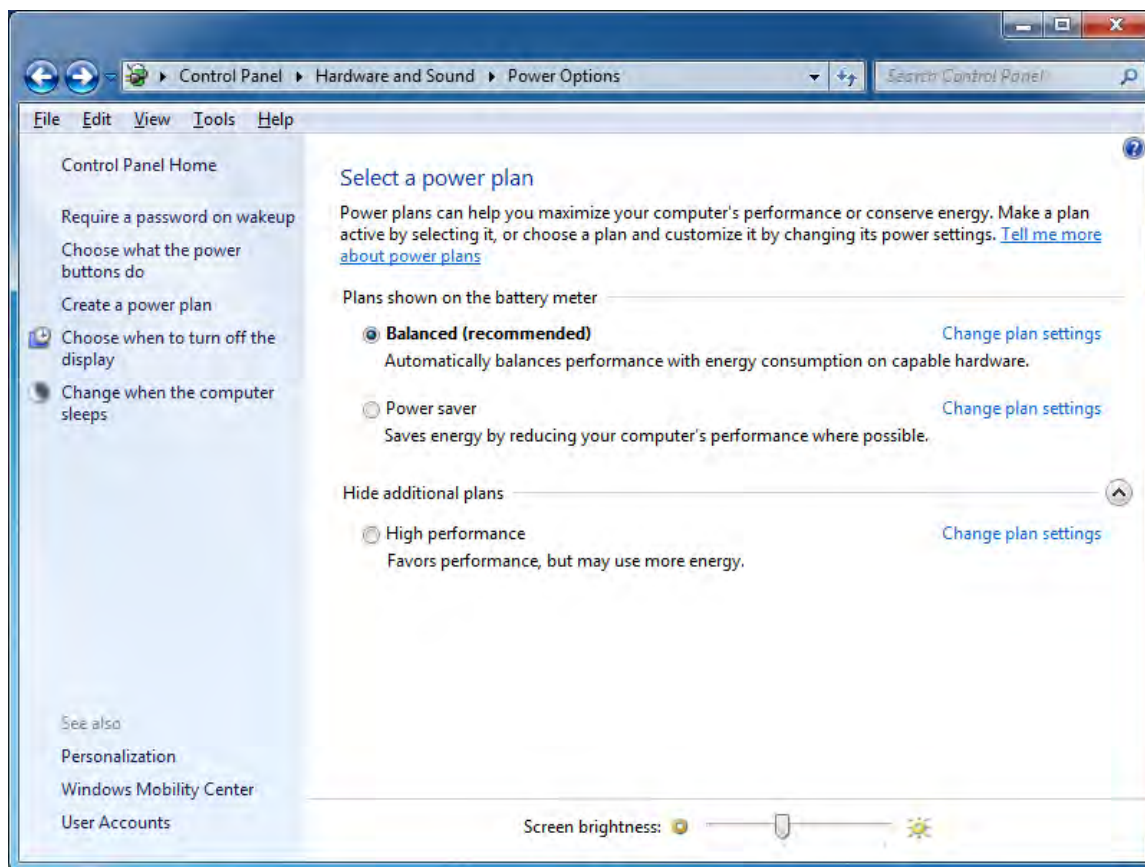 Control Panel Hardware and Sound Power Options Search Control Panel
File Edit View Tools Help
Control Panel Home
Require a password on wakeup
Choose what the power
buttons do
Create a power plan
Choose when to turn off the
display
Change when the computer
sleeps
See also
Personalization
Windows Mobility Center
User Accounts
Select a power plan
Power plans can help you maximize your computer's performance or conserve energy. Make a plan
active by selecting it, or choose a plan and customize it by changing its power settings. Tell me more
about power plans
Plans shown on the battery meter
Balanced (recommended) Change plan settings
Automatically balances performance with energy consumption on capable hardware.
Power saver Change plan settings
Saves energy by reducing your computer's performance where possible.
Hide additional plans
High performance Change plan settings
Favors performance, but may use more energy.
Screen brightness: